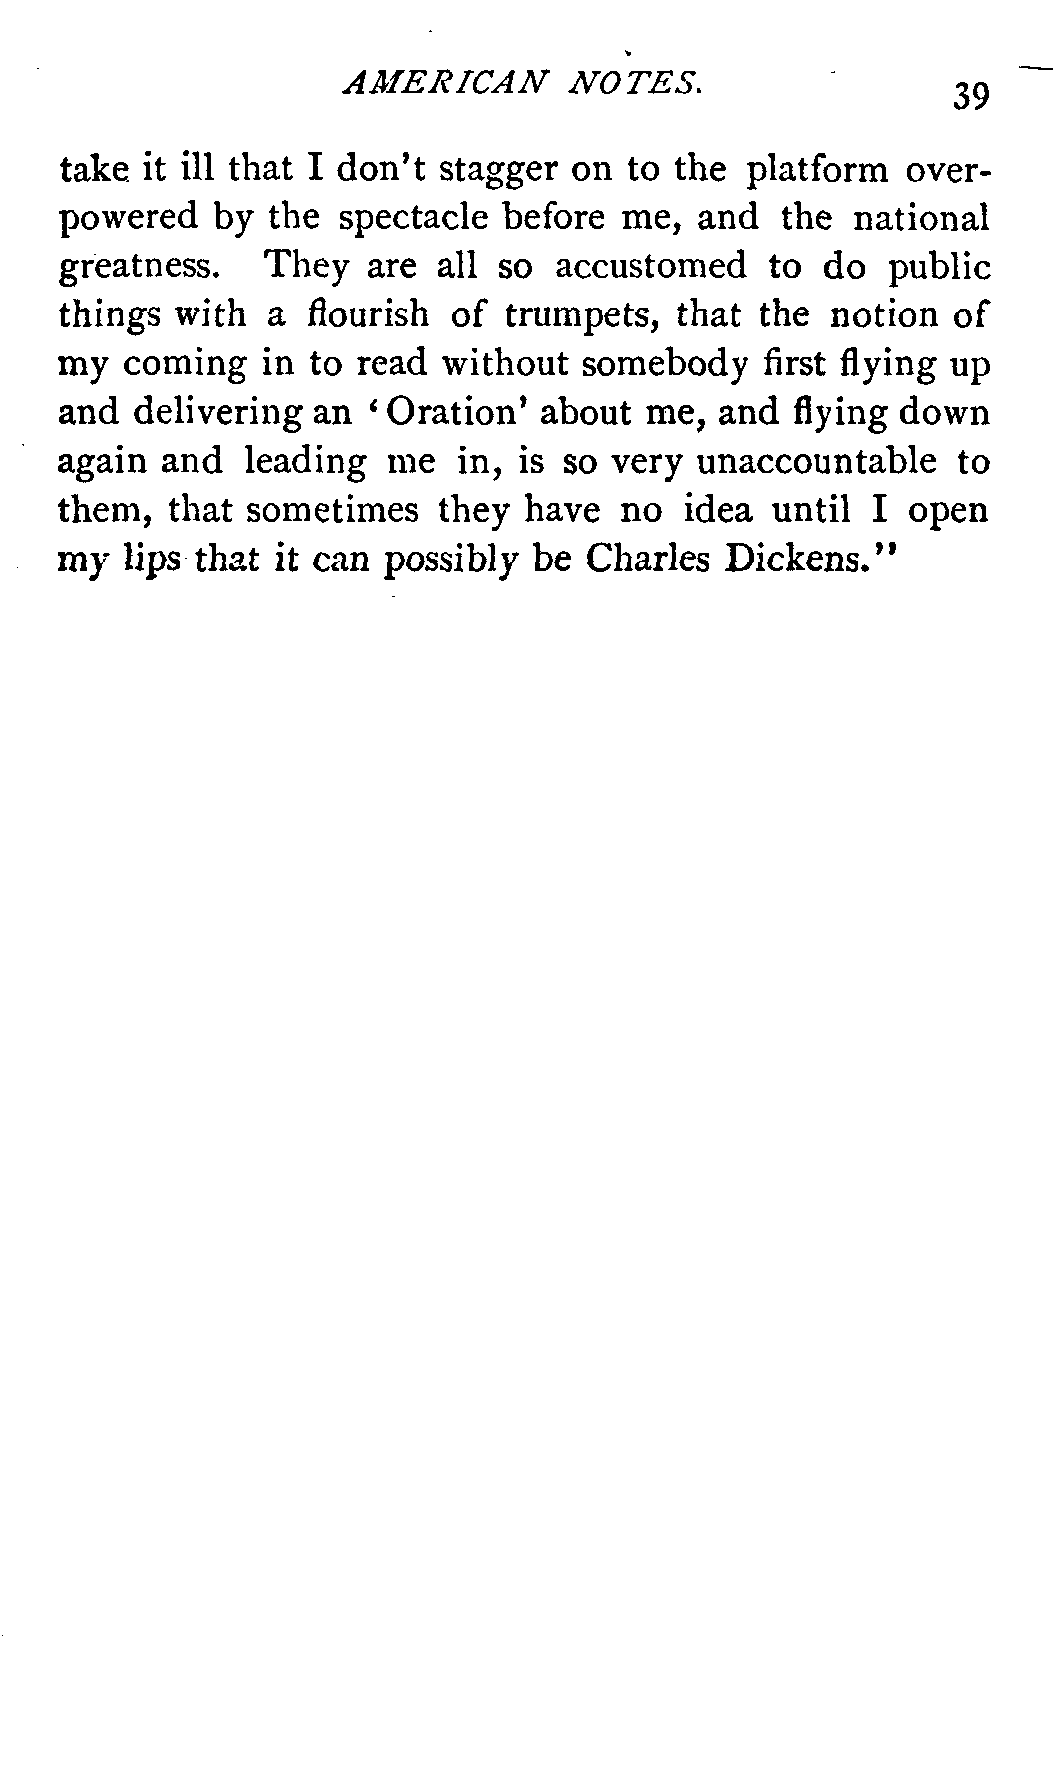 AMERICAN NOTES. 39
take it ill that I don't stagger on to the platform over-
powered by the spectacle before me, and the national
greatness. They are all so accustomed to do public
things with a flourish of trumpets, that the notion of
my coming in to read without somebody first flying up
and delivering an ‘Oration’ about me, and flying down
again and leading me in, is so very unaccountable to
them, that sometimes they have no idea until I open
my lips that it can possibly be Charles Dickens.”